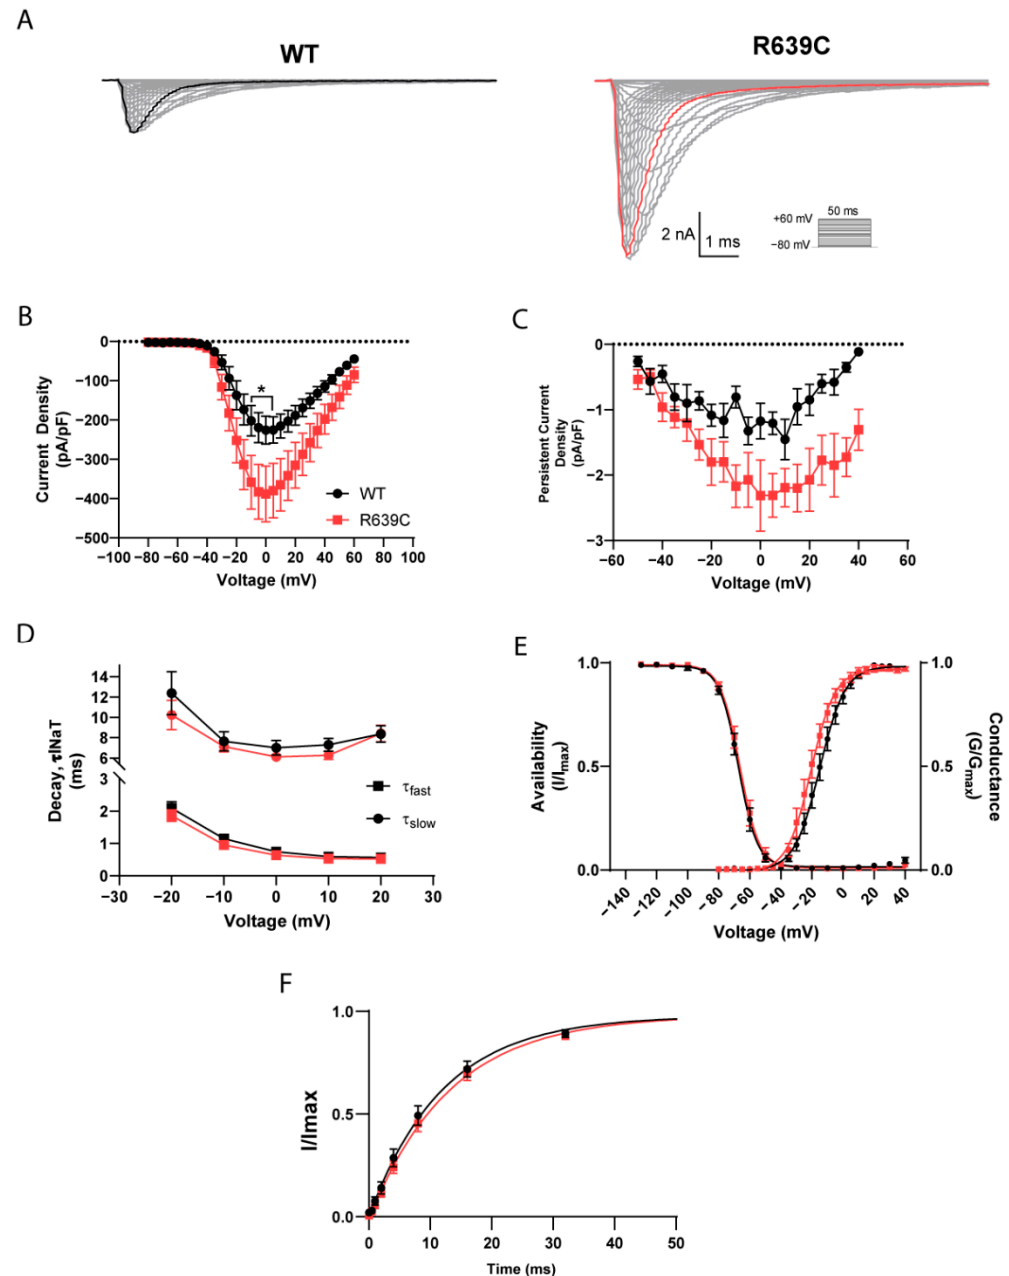 A
WT
R639C
+60 mV
50 ms
−80 mV
2 nA
1 ms
B
0
−100
−200
−300
−400
−500
Current Density
(pA/pF)
*
WT
R639C
−100 −80 −60 −40 −20 0 20 40 60 80 100
Voltage (mV)
C
0
−1
−2
−3
Persistent Current
Density
(pA/pF)
−60 −40 −20 0 20 40 60
Voltage (mV)
D
14
12
10
8
6
3
2
1
0
Decay, τINaT
(ms)
τfast
τslow
−30 −20 −10 0 10 20 30
Voltage (mV)
E
1.0
0.5
0.0
Availability
(I/Imax)
1.0
0.5
0.0
Conductance
(G/Gmax)
−140 −120 −100 −80 −60 −40 −20 0 20 40
Voltage (mV)
F
1.0
0.5
0.0
I/Imax
0 10 20 30 40 50
Time (ms)